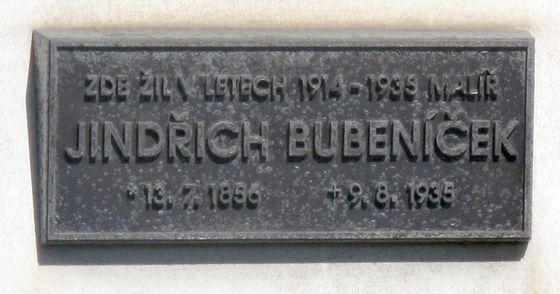 ZDE ŽIL V LETECH 1914 - 1935 MALÍŘ
JINDŘICH BUBENÍČEK
* 13. 7. 1856 + 9. 8. 1935